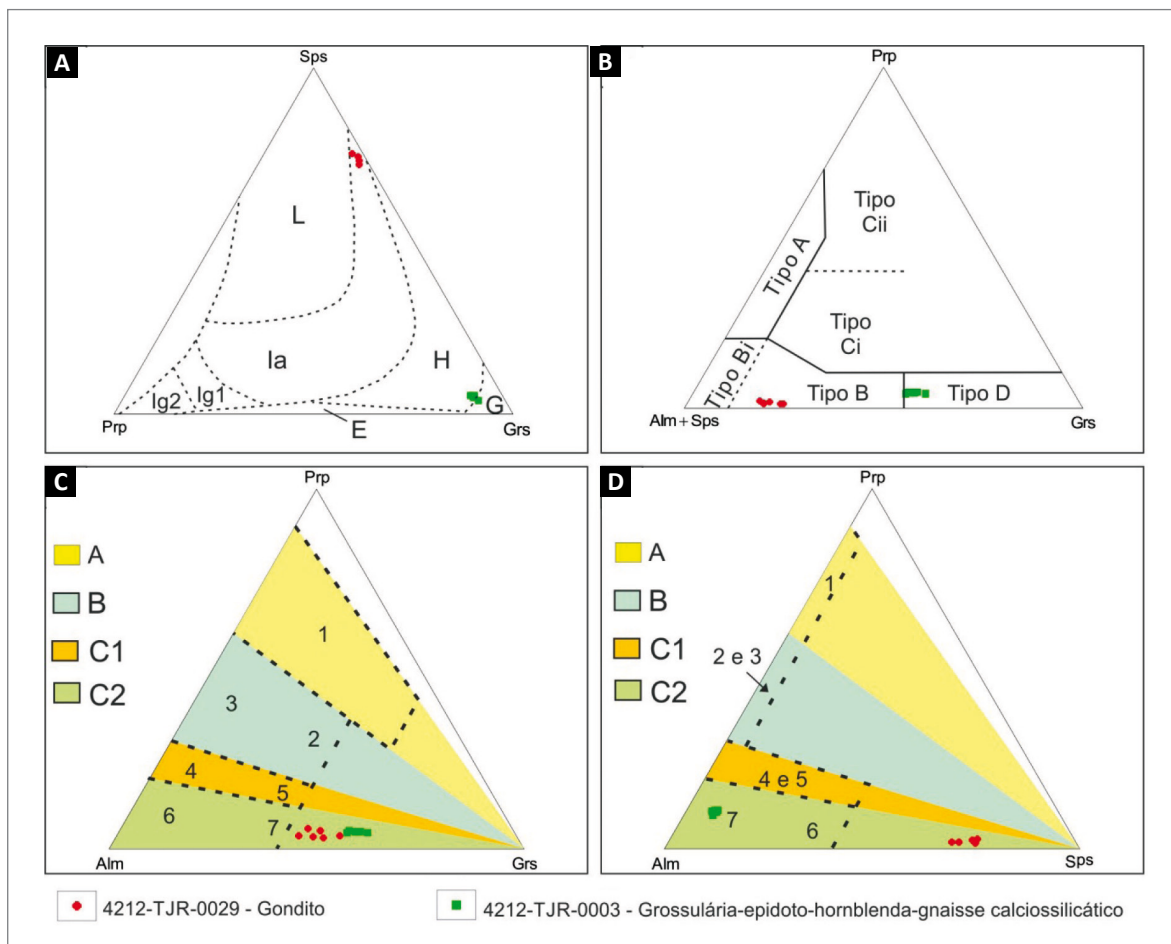 A
Sps
L
Ia
H
Ig2
Ig1
G
E
Prp
Grs
B
Prp
Tipo
Cii
Tipo A
Tipo
Ci
Tipo Bi
Tipo B
Tipo D
Alm + Sps
Grs
C
Prp
A
B
C1
C2
1
3
2
4
5
6
7
Alm
Grs
D
Prp
A
B
C1
C2
1
2 e 3
4 e 5
7
6
Alm
Sps
4212-TJR-0029 - Gondito
4212-TJR-0003 - Grossulária-epidoto-hornblenda-gnaisse calciossilicático